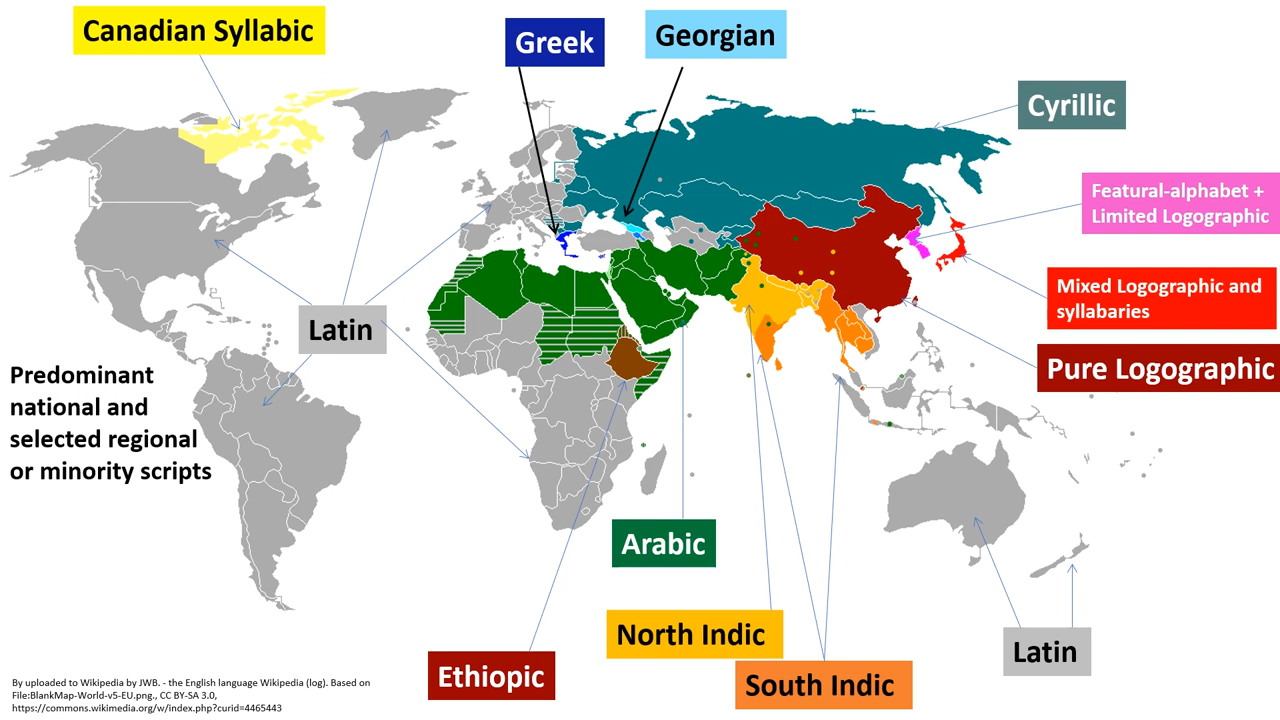 Canadian Syllabic
Greek
Georgian
Cyrillic
Featural-alphabet +
Limited Logographic
Mixed Logographic and
syllabaries
Pure Logographic
Latin
Predominant
national and
selected regional
or minority scripts
Arabic
North Indic
South Indic
Ethiopic
Latin
By uploaded to Wikipedia by JWB. - the English language Wikipedia (log). Based on
File:BlankMap-World-v5-EU.png., CC BY-SA 3.0,
https://commons.wikimedia.org/w/index.php?curid=4465443